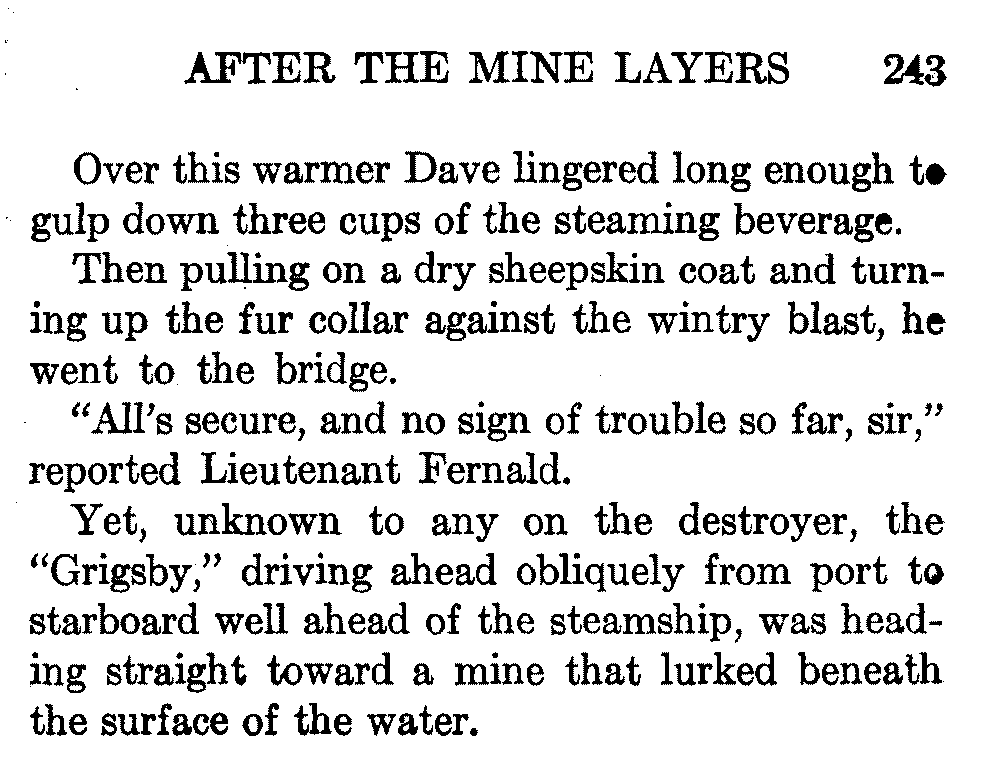 AFTER THE MINE LAYERS 243
Over this warmer Dave lingered long enough to
gulp down three cups of the steaming beverage.
Then pulling on a dry sheepskin coat and turn-
ing up the fur collar against the wintry blast, he
went to the bridge.
“All’s secure, and no sign of trouble so far, sir,”
reported Lieutenant Fernald.
Yet, unknown to any on the destroyer, the
“Grigsby,” driving ahead obliquely from port to
starboard well ahead of the steamship, was head-
ing straight toward a mine that lurked beneath
the surface of the water.